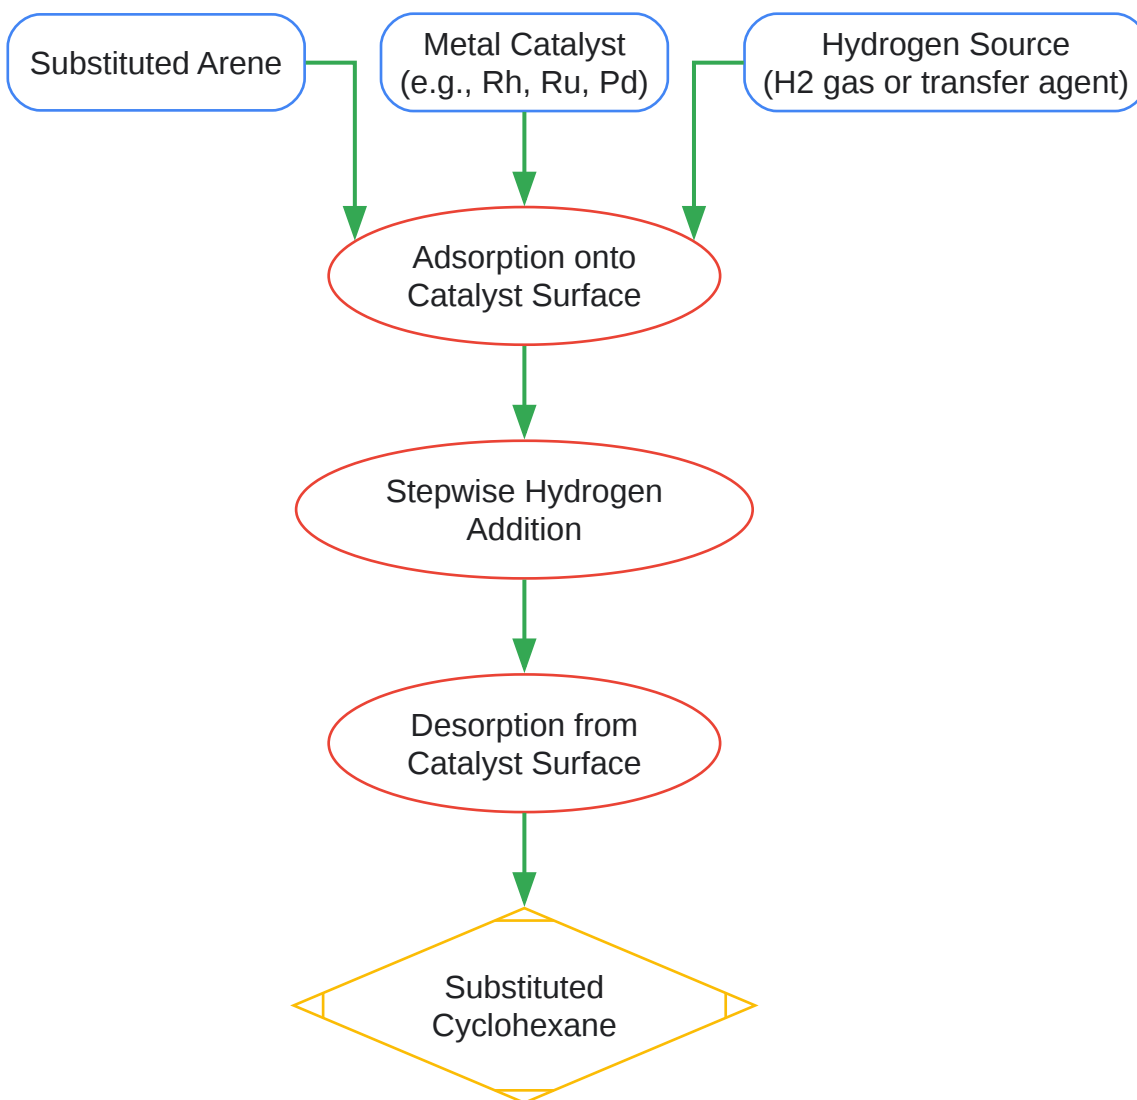 Substituted Arene
Metal Catalyst
(e.g., Rh, Ru, Pd)
Hydrogen Source
(H2 gas or transfer agent)
Adsorption onto
Catalyst Surface
Stepwise Hydrogen
Addition
Desorption from
Catalyst Surface
Substituted
Cyclohexane